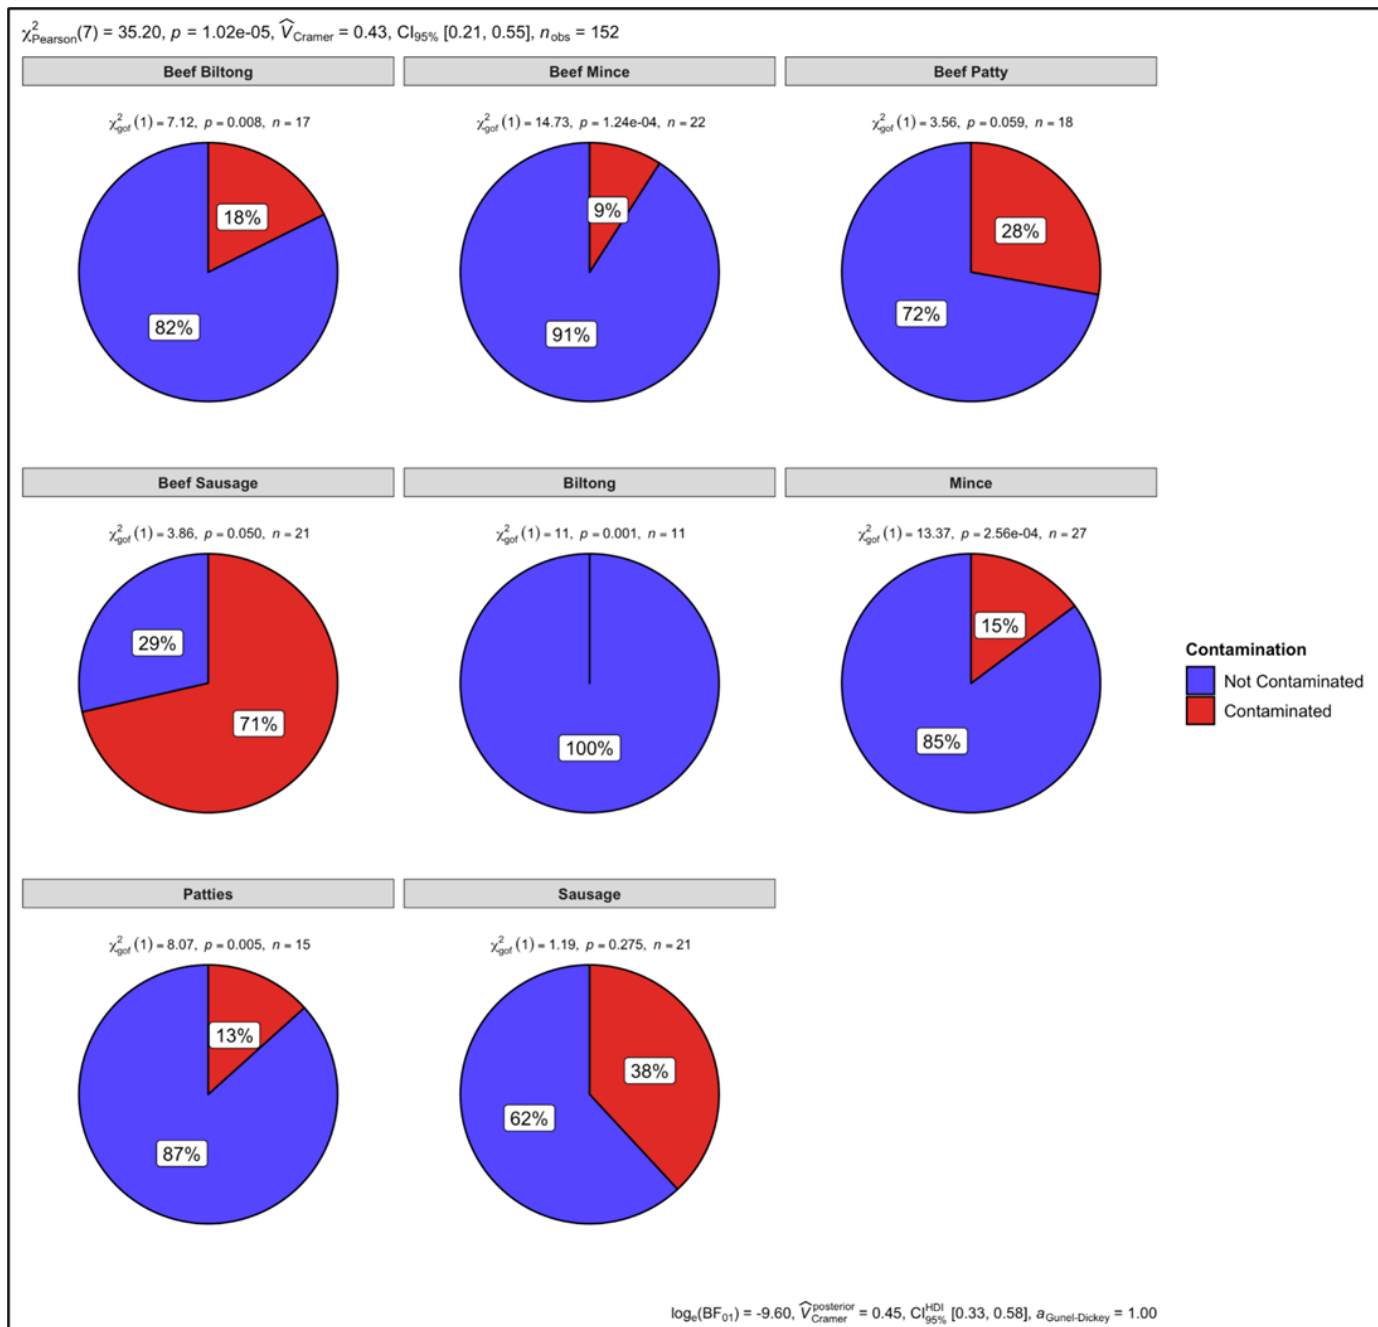 χ²Pearson(7) = 35.20, p = 1.02e-05, V̂Cramer = 0.43, CI95% [0.21, 0.55], nobs = 152
Beef Biltong
χ²gof(1) = 7.12, p = 0.008, n = 17
18%
82%
Beef Mince
χ²gof(1) = 14.73, p = 1.24e-04, n = 22
9%
91%
Beef Patty
χ²gof(1) = 3.56, p = 0.059, n = 18
28%
72%
Beef Sausage
χ²gof(1) = 3.86, p = 0.050, n = 21
29%
71%
Biltong
χ²gof(1) = 11, p = 0.001, n = 11
100%
Mince
χ²gof(1) = 13.37, p = 2.56e-04, n = 27
15%
85%
Contamination
Not Contaminated
Contaminated
Patties
χ²gof(1) = 8.07, p = 0.005, n = 15
13%
87%
Sausage
χ²gof(1) = 1.19, p = 0.275, n = 21
38%
62%
loge(BF01) = -9.60, V̂Cramer posterior = 0.45, CI95% HDI [0.33, 0.58], aGunel-Dickey = 1.00